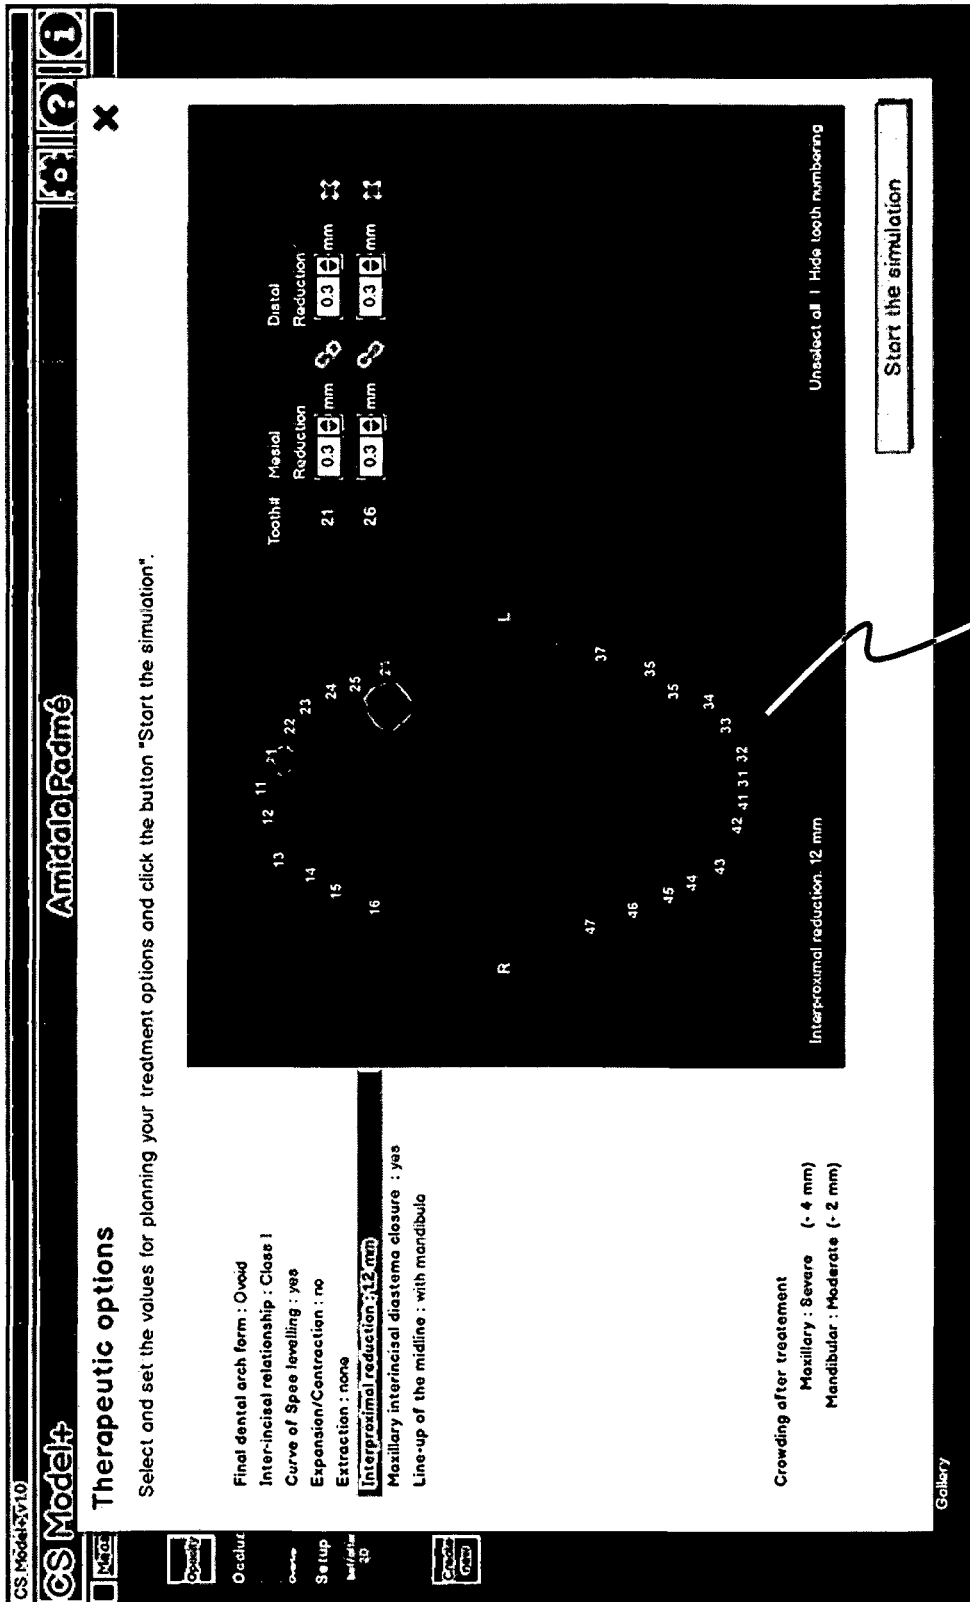 CS Model+(v1.0)
CS Model+
Amidala Padmé
Therapeutic options
Select and set the values for planning your treatment options and click the button "Start the simulation".
Opacity
Occlur
Setup
2D
Final dental arch form : Ovoid
Inter-incisal relationship : Class I
Curve of Spee levelling : yes
Expansion/Contraction : no
Extraction : none
Interproximal reduction : 1.2 mm
Maxillary interincisal diastema closure : yes
Line-up of the midline : with mandibula
Crowding after treatement
Maxillary : Severe (- 4 mm)
Mandibular : Moderate (- 2 mm)
16 15 14 13 12 11 21 22 23 24 25
R
L
47 46 45 44 43 42 41 31 32 33 34 35 35 37
Tooth# Mesial Reduction Distal Reduction
21 0.3 mm 0.3 mm
26 0.3 mm 0.3 mm
Interproximal reduction. 12 mm
Unselect all | Hide tooth numbering
Start the simulation
Gallery